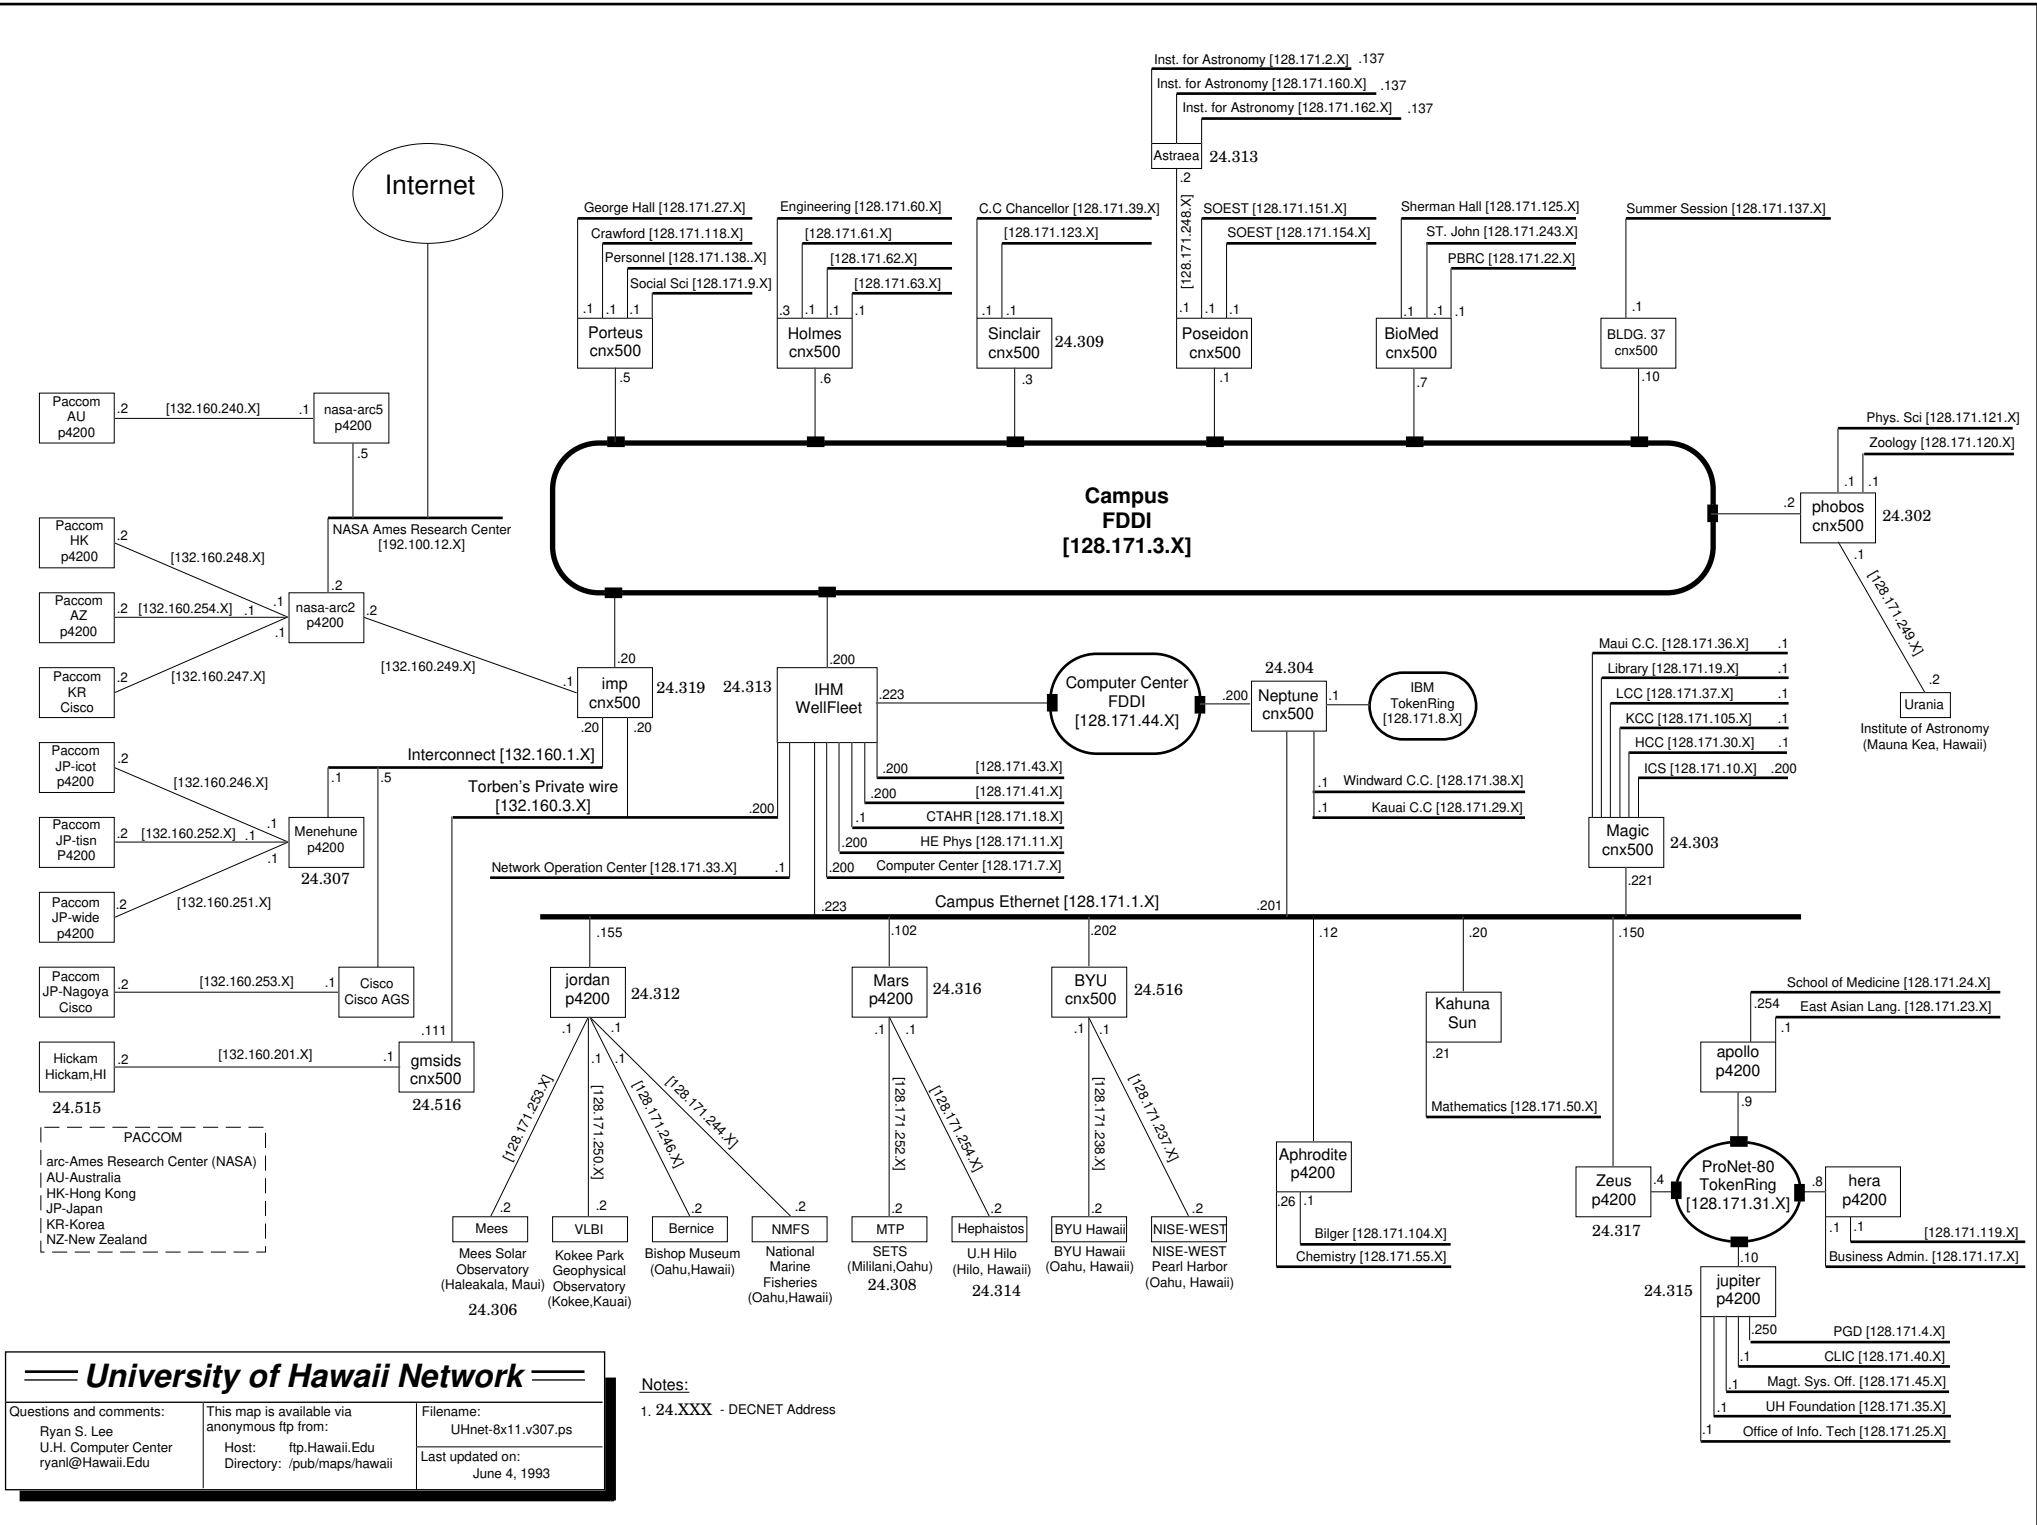 Inst. for Astronomy [128.171.2.X] .137
Inst. for Astronomy [128.171.160.X] .137
Inst. for Astronomy [128.171.162.X] .137
Astraea 24.313
.2
[128.171.248.X]
Internet
George Hall [128.171.27.X]
Crawford [128.171.118.X]
Personnel [128.171.138..X]
Social Sci [128.171.9.X]
.1 .1 .1
Porteus
cnx500
.5
Engineering [128.171.60.X]
[128.171.61.X]
[128.171.62.X]
[128.171.63.X]
.3 .1 .1 .1
Holmes
cnx500
.6
C.C Chancellor [128.171.39.X]
[128.171.123.X]
.1 .1
Sinclair
cnx500
24.309
.3
SOEST [128.171.151.X]
SOEST [128.171.154.X]
.1 .1 .1
Poseidon
cnx500
.1
Sherman Hall [128.171.125.X]
ST. John [128.171.243.X]
PBRC [128.171.22.X]
.1 .1 .1
BioMed
cnx500
.7
Summer Session [128.171.137.X]
.1
BLDG. 37
cnx500
.10
Paccom
AU
p4200
.2 [132.160.240.X] .1
nasa-arc5
p4200
.5
NASA Ames Research Center
[192.100.12.X]
Paccom
HK
p4200
.2
[132.160.248.X]
.1
Paccom
AZ
p4200
.2 [132.160.254.X] .1
Paccom
KR
Cisco
.2
[132.160.247.X]
.1
.2
nasa-arc2
p4200
.2
[132.160.249.X]
.1
Campus
FDDI
[128.171.3.X]
Phys. Sci [128.171.121.X]
Zoology [128.171.120.X]
.1 .1
.2
phobos
cnx500
24.302
.1
[128.171.249.X]
.2
Urania
Institute of Astronomy
(Mauna Kea, Hawaii)
.20
imp
cnx500
24.319
.20 .20
Interconnect [132.160.1.X]
.1 .5
Torben's Private wire
[132.160.3.X]
.200
24.313
.200
IHM
WellFleet
.223
Computer Center
FDDI
[128.171.44.X]
.200
24.304
Neptune
cnx500
.1
IBM
TokenRing
[128.171.8.X]
.200 [128.171.43.X]
.200 [128.171.41.X]
.1 CTAHR [128.171.18.X]
.200 HE Phys [128.171.11.X]
.200 Computer Center [128.171.7.X]
Network Operation Center [128.171.33.X] .1
.1 Windward C.C. [128.171.38.X]
.1 Kauai C.C [128.171.29.X]
Maui C.C. [128.171.36.X] .1
Library [128.171.19.X] .1
LCC [128.171.37.X] .1
KCC [128.171.105.X] .1
HCC [128.171.30.X] .1
ICS [128.171.10.X] .200
Magic
cnx500
24.303
.221
Paccom
JP-icot
p4200
.2
[132.160.246.X]
.1
Paccom
JP-tisn
P4200
.2 [132.160.252.X] .1
Paccom
JP-wide
p4200
.2
[132.160.251.X]
.1
Menehune
p4200
24.307
Paccom
JP-Nagoya
Cisco
.2 [132.160.253.X] .1
Cisco
Cisco AGS
Hickam
Hickam,HI
24.515
.2 [132.160.201.X] .1
.111
gmsids
cnx500
24.516
.223 Campus Ethernet [128.171.1.X] .201
.155
jordan
p4200
24.312
.1 .1 .1 .1
[128.171.253.X]
[128.171.250.X]
[128.171.246.X]
[128.171.244.X]
.2 .2 .2 .2
Mees
Mees Solar
Observatory
(Haleakala, Maui)
24.306
VLBI
Kokee Park
Geophysical
Observatory
(Kokee,Kauai)
Bernice
Bishop Museum
(Oahu,Hawaii)
NMFS
National
Marine
Fisheries
(Oahu,Hawaii)
.102
Mars
p4200
24.316
.1 .1
[128.171.252.X]
[128.171.254.X]
.2 .2
MTP
SETS
(Mililani,Oahu)
24.308
Hephaistos
U.H Hilo
(Hilo, Hawaii)
24.314
.202
BYU
cnx500
24.516
.1 .1
[128.171.238.X]
[128.171.237.X]
.2 .2
BYU Hawaii
BYU Hawaii
(Oahu, Hawaii)
NISE-WEST
NISE-WEST
Pearl Harbor
(Oahu, Hawaii)
.12
Aphrodite
p4200
.26 .1
Bilger [128.171.104.X]
Chemistry [128.171.55.X]
.20
Kahuna
Sun
.21
Mathematics [128.171.50.X]
.150
Zeus
p4200
24.317
.4
School of Medicine [128.171.24.X]
.254
East Asian Lang. [128.171.23.X]
.1
apollo
p4200
.9
ProNet-80
TokenRing
[128.171.31.X]
.8
hera
p4200
.1 .1
[128.171.119.X]
Business Admin. [128.171.17.X]
.10
24.315
jupiter
p4200
.250 PGD [128.171.4.X]
.1 CLIC [128.171.40.X]
.1 Magt. Sys. Off. [128.171.45.X]
.1 UH Foundation [128.171.35.X]
.1 Office of Info. Tech [128.171.25.X]
PACCOM
arc-Ames Research Center (NASA)
AU-Australia
HK-Hong Kong
JP-Japan
KR-Korea
NZ-New Zealand
University of Hawaii Network
Questions and comments:
Ryan S. Lee
U.H. Computer Center
ryanl@Hawaii.Edu
This map is available via
anonymous ftp from:
Host: ftp.Hawaii.Edu
Directory: /pub/maps/hawaii
Filename:
UHnet-8x11.v307.ps
Last updated on:
June 4, 1993
Notes:
1. 24.XXX - DECNET Address